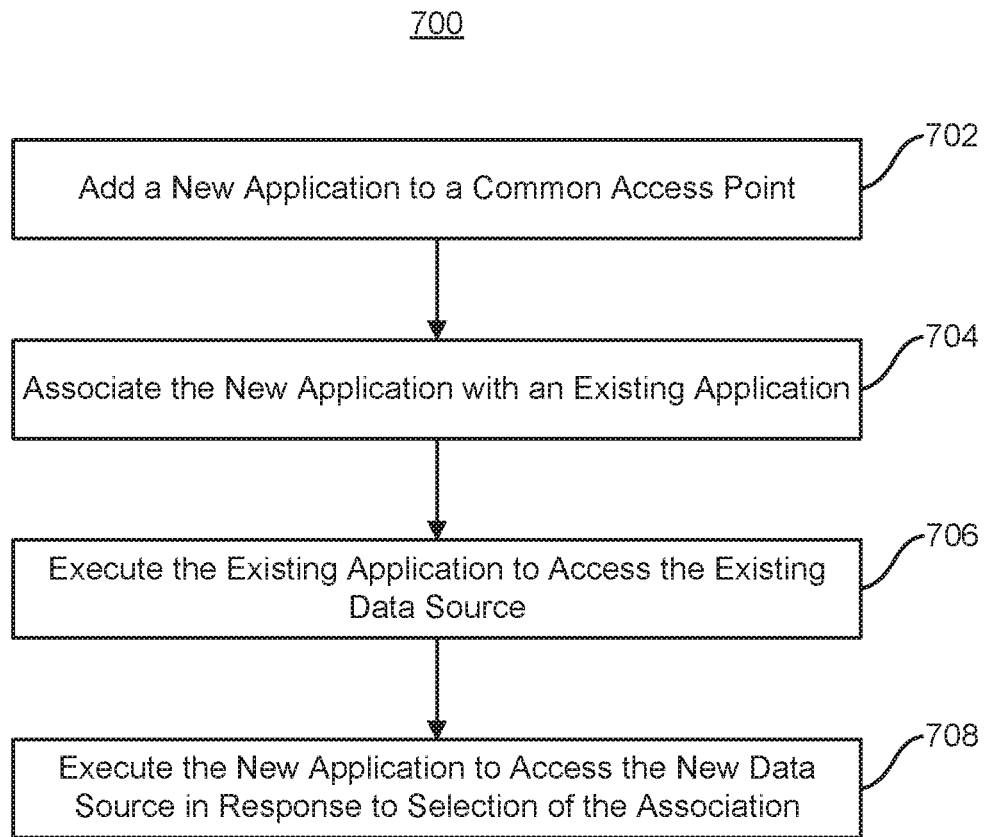 700
702
Add a New Application to a Common Access Point
704
Associate the New Application with an Existing Application
706
Execute the Existing Application to Access the Existing
Data Source
708
Execute the New Application to Access the New Data
Source in Response to Selection of the Association